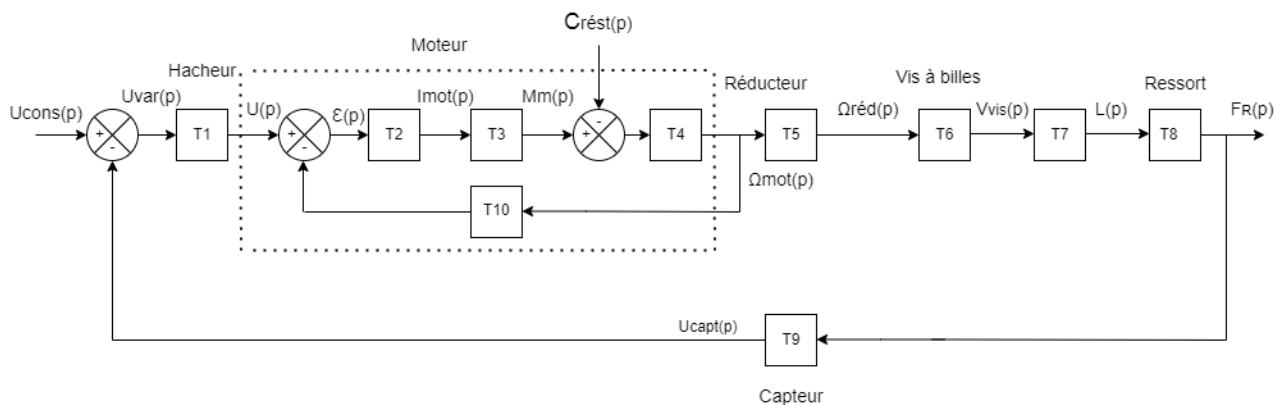 Crést(p)
Moteur
Hacheur
Réducteur
Vis à billes
Ressort
Ucons(p)
+
-
Uvar(p)
T1
U(p)
+
-
Ɛ(p)
T2
Imot(p)
T3
Mm(p)
-
T4
T5
Ωréd(p)
T6
Vvis(p)
T7
L(p)
T8
FR(p)
Ωmot(p)
T10
Ucapt(p)
T9
Capteur